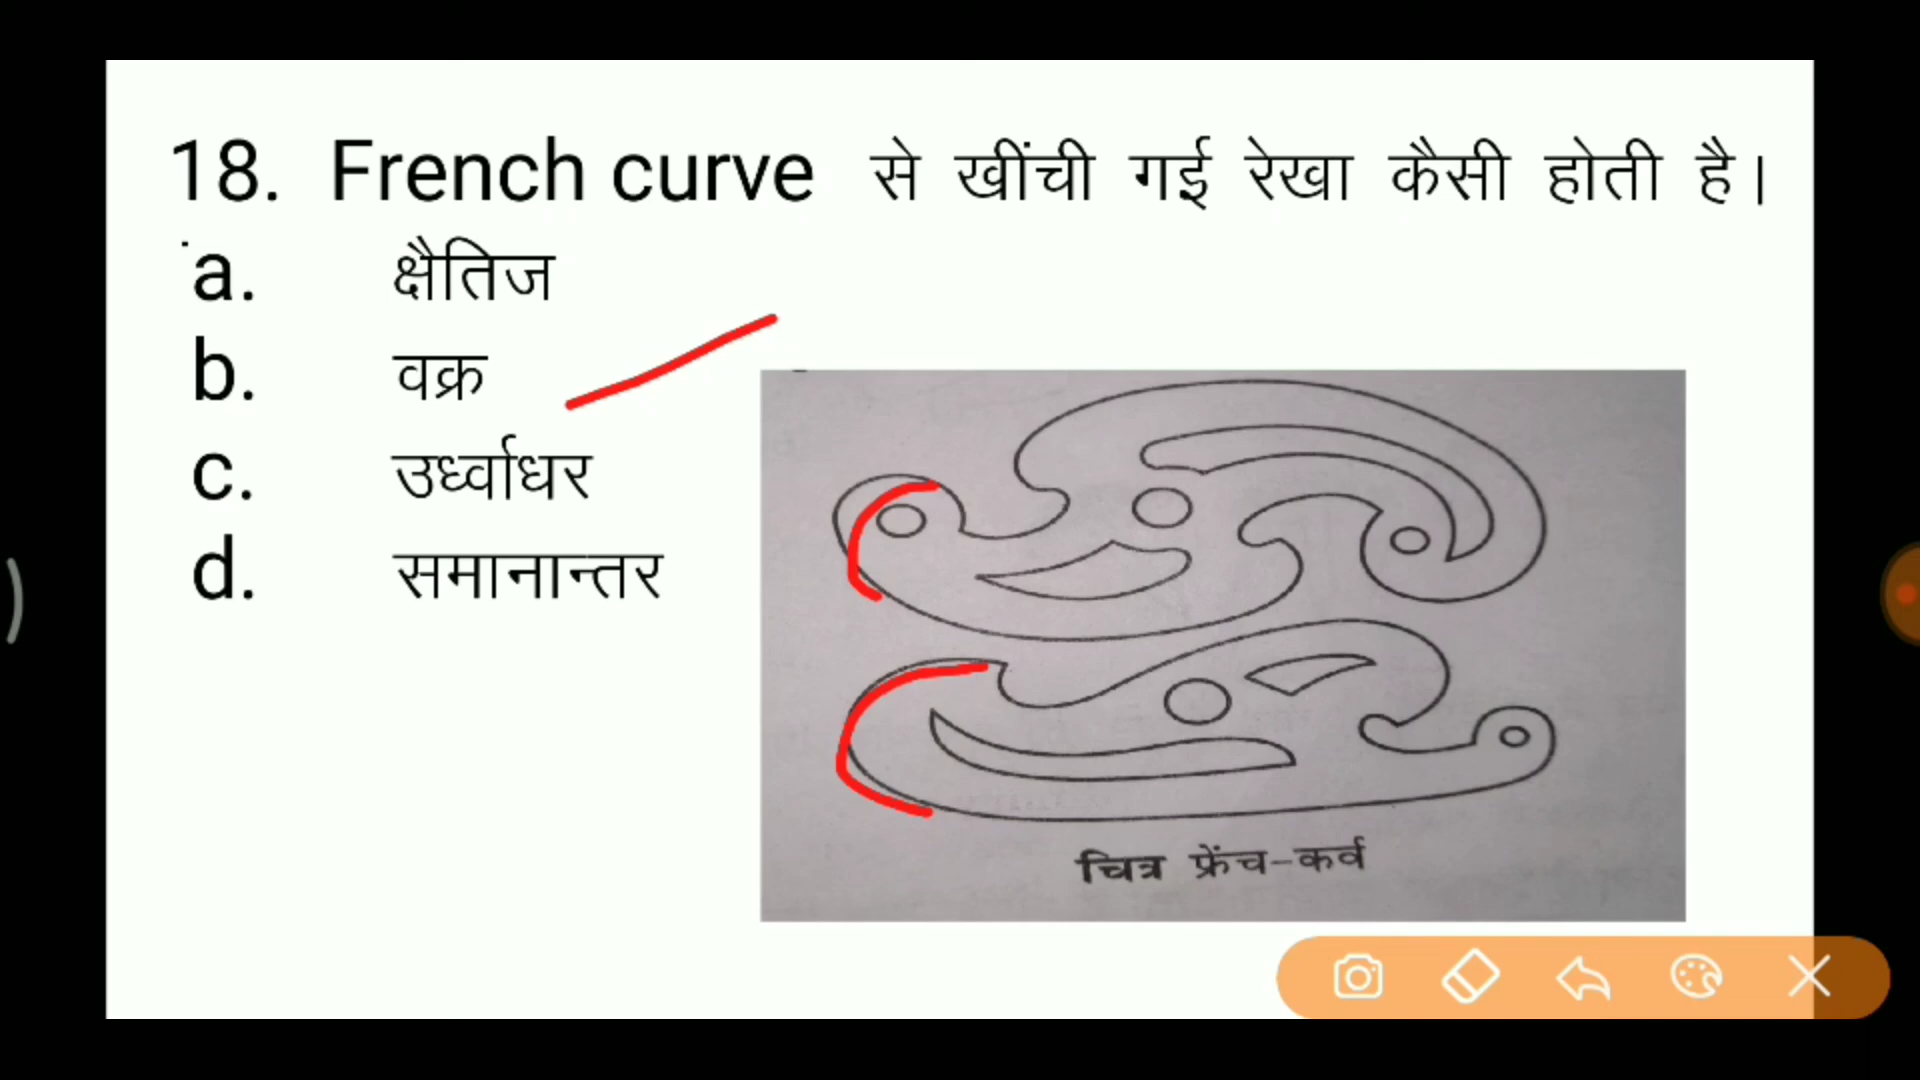 18. French curve से खींची गई रेखा कैसी होती है।
a. क्षैतिज
b. वक्र
c. उर्ध्वाधर
d. समानान्तर
चित्र फ्रेंच-कर्व